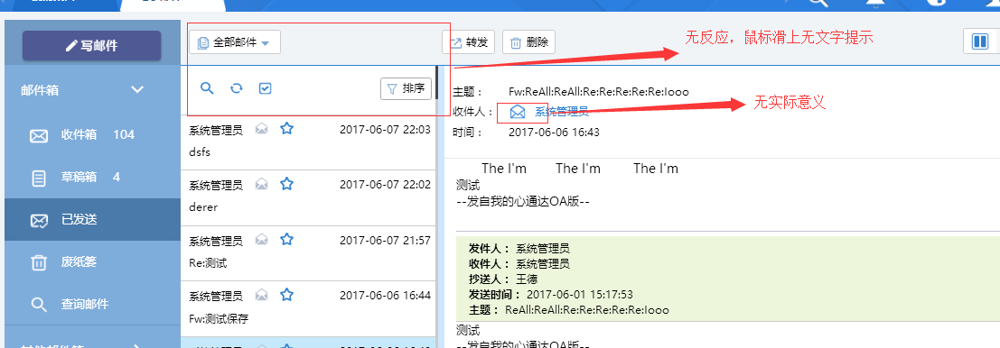 写邮件
全部邮件
转发
删除
无反应，鼠标滑上无文字提示
邮件箱
排序
收件箱 104
草稿箱 4
已发送
废纸篓
查询邮件
系统管理员 2017-06-07 22:03
dsfs
系统管理员 2017-06-07 22:02
derer
系统管理员 2017-06-07 21:57
Re:测试
系统管理员 2017-06-06 16:44
Fw:测试保存
主题： Fw:ReAll:ReAll:Re:Re:Re:Re:Re:Iooo
收件人： 系统管理员
无实际意义
时间： 2017-06-06 16:43
The I'm The I'm The I'm
测试
--发自我的心通达OA版--
发件人： 系统管理员
收件人： 系统管理员
抄送人： 王德
发送时间： 2017-06-01 15:17:53
主题： ReAll:ReAll:Re:Re:Re:Re:Re:Iooo
测试
--发自我的心通达OA版--